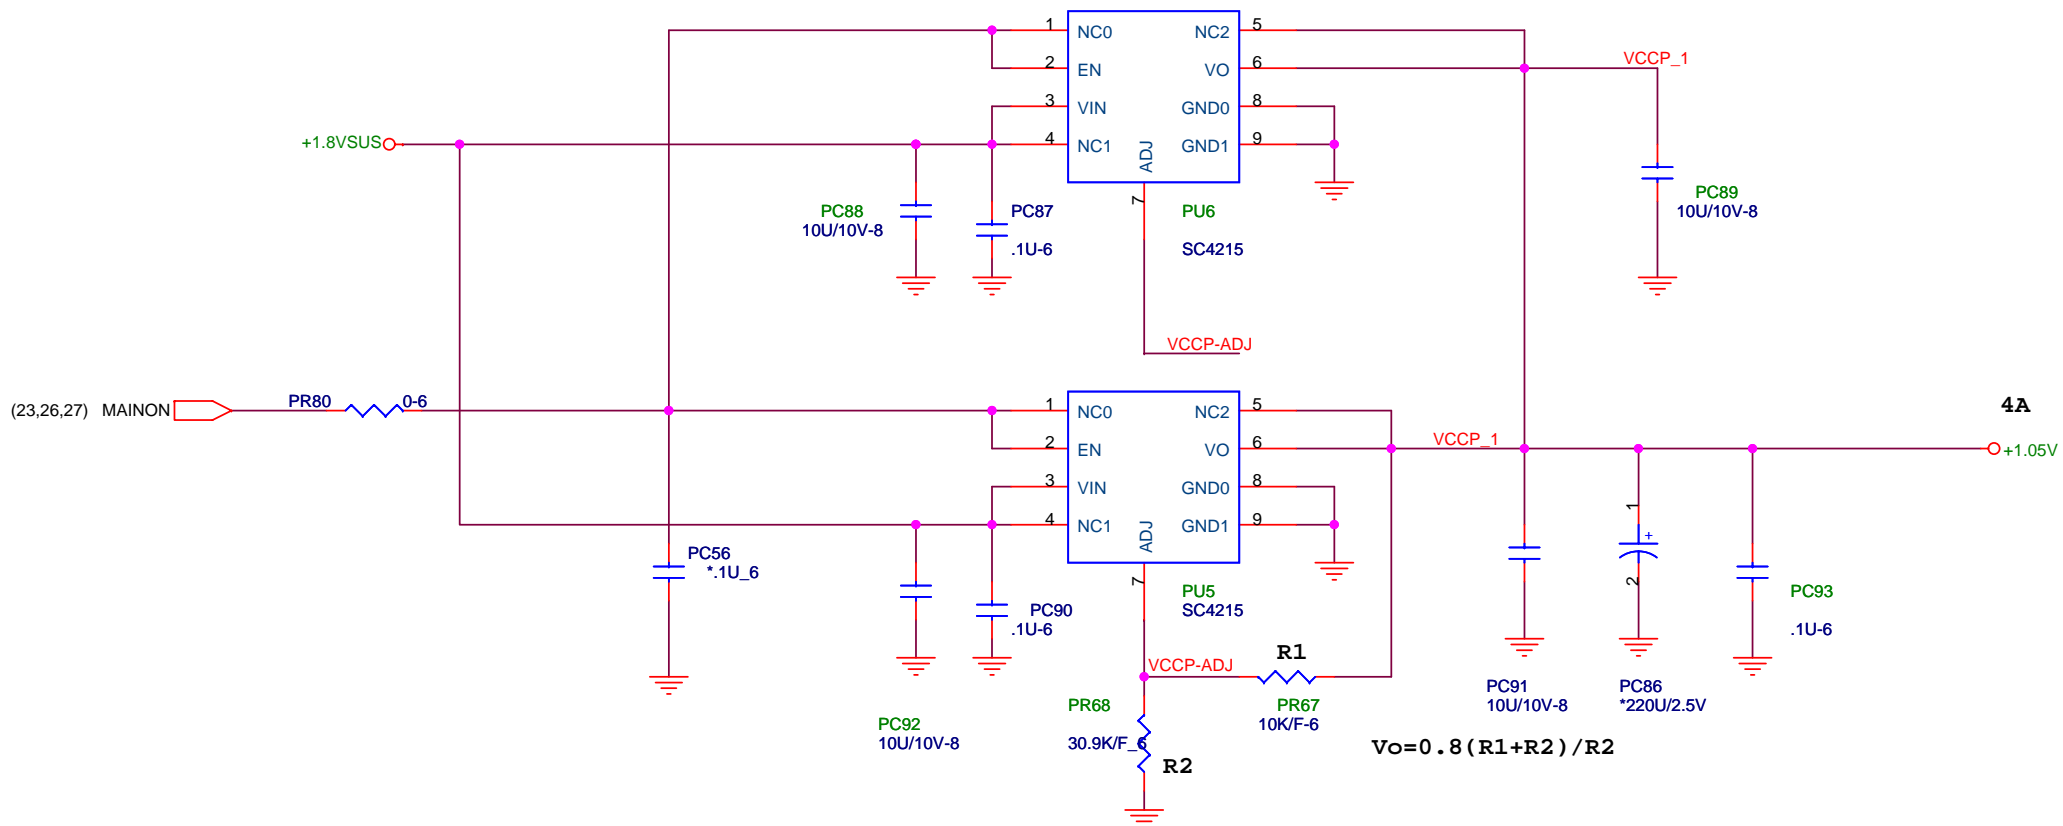 1 NC0 NC2 5
2 EN VO 6
3 VIN GND0 8
4 NC1 GND1 9
ADJ
7
VCCP_1
+1.8VSUS
PC88
10U/10V-8
PC87
.1U-6
PU6
SC4215
PC89
10U/10V-8
VCCP-ADJ
(23,26,27) MAINON
PR80 0-6
1 NC0 NC2 5
2 EN VO 6
3 VIN GND0 8
4 NC1 GND1 9
ADJ
7
VCCP_1
4A
+1.05V
PC56
*.1U_6
PC90
.1U-6
PU5
SC4215
1
+
2
PC93
.1U-6
VCCP-ADJ
R1
PR68
30.9K/F_6
R2
PR67
10K/F-6
PC92
10U/10V-8
PC91
10U/10V-8
PC86
*220U/2.5V
Vo=0.8(R1+R2)/R2